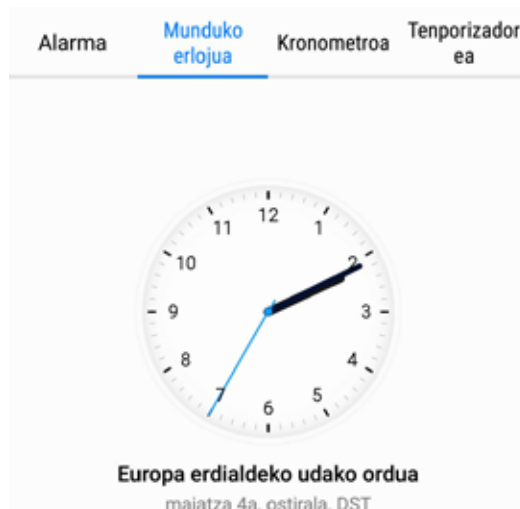 Alarma
Munduko
erlojua
Kronometroa
Tenporizador
ea
12
1
2
3
4
5
6
7
8
9
10
11
Europa erdialdeko udako ordua
maiatza 4a, ostirala, DST